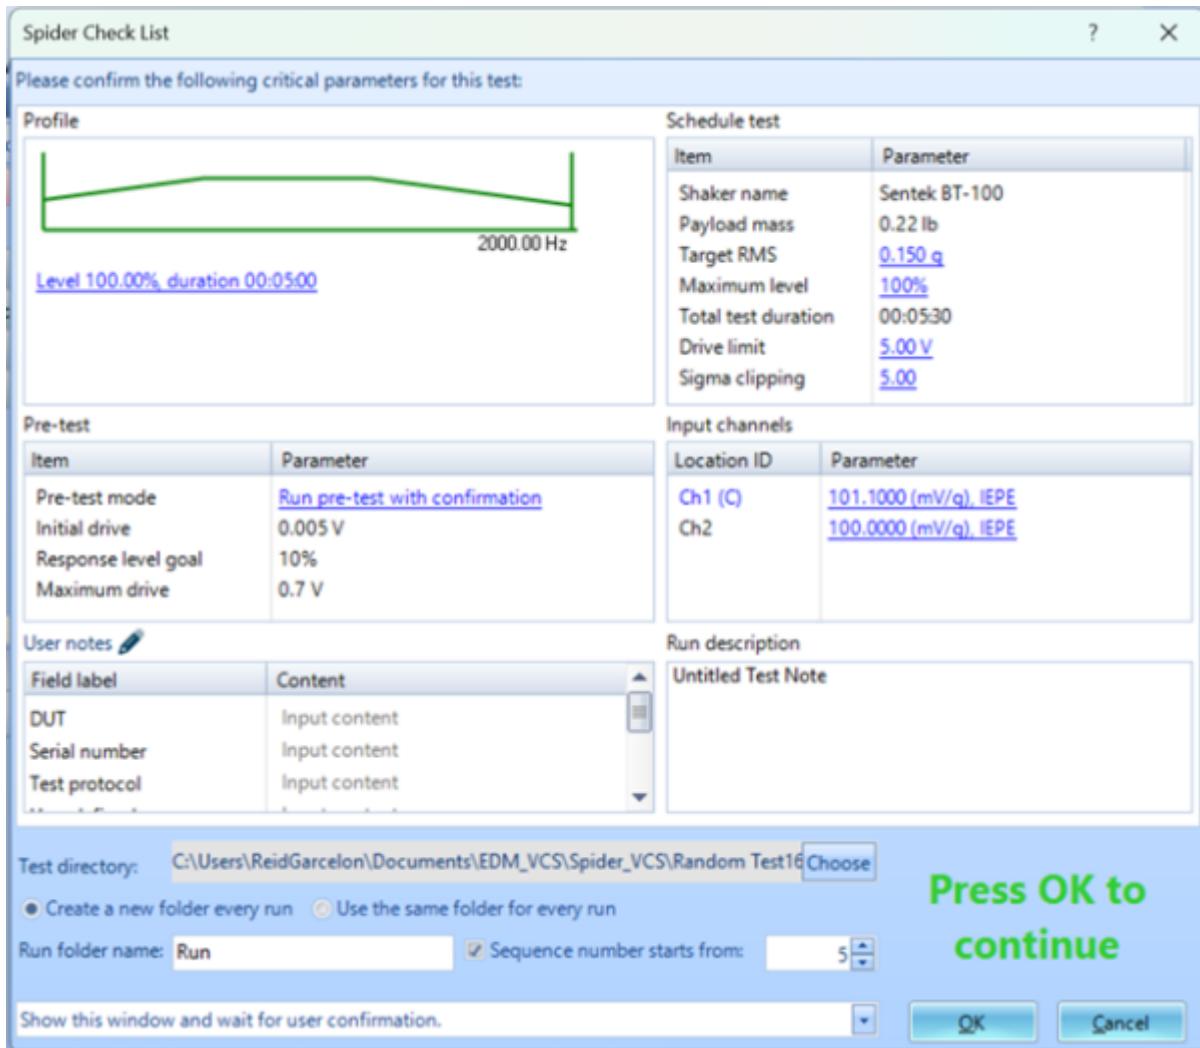 Spider Check List
?
Please confirm the following critical parameters for this test:
Profile
2000.00 Hz
Level 100.00%, duration 00:05:00
Schedule test
Item Parameter
Shaker name Sentek BT-100
Payload mass 0.22 lb
Target RMS 0.150 g
Maximum level 100%
Total test duration 00:05:30
Drive limit 5.00 V
Sigma clipping 5.00
Pre-test
Item Parameter
Pre-test mode Run pre-test with confirmation
Initial drive 0.005 V
Response level goal 10%
Maximum drive 0.7 V
Input channels
Location ID Parameter
Ch1 (C) 101.1000 (mV/g), IEPE
Ch2 100.0000 (mV/g), IEPE
User notes
Field label Content
DUT Input content
Serial number Input content
Test protocol Input content
Run description
Untitled Test Note
Test directory: C:\Users\ReidGarcelon\Documents\EDM_VCS\Spider_VCS\Random Test16 Choose
Create a new folder every run Use the same folder for every run
Run folder name: Run Sequence number starts from: 5
Show this window and wait for user confirmation.
Press OK to
continue
OK Cancel